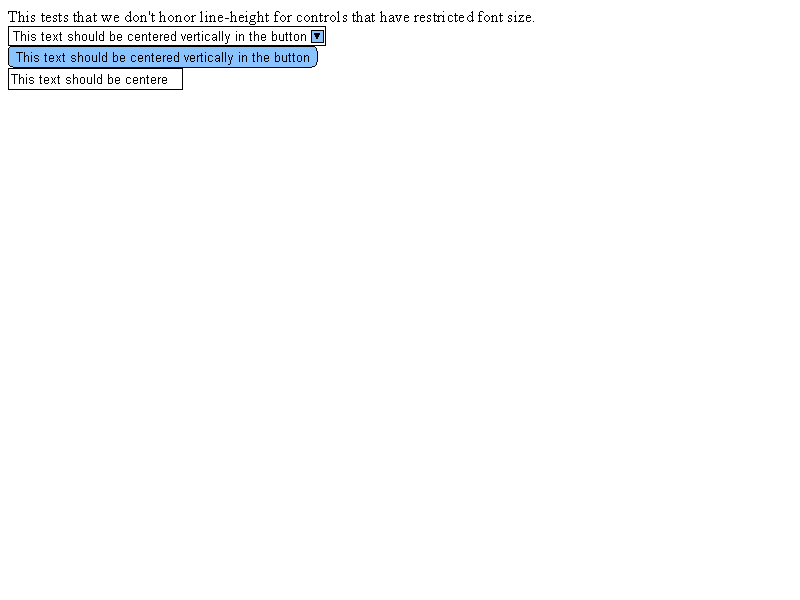 This tests that we don't honor line-height for controls that have restricted font size.
This text should be centered vertically in the button
This text should be centered vertically in the button
This text should be centere